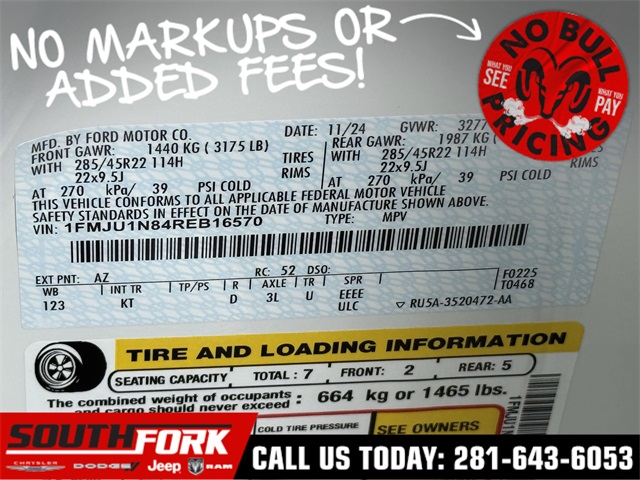 NO MARKUPS OR
ADDED FEES!
NO BULL
WHAT YOU SEE
WHAT YOU PAY
PRICING
MFD. BY FORD MOTOR CO. DATE: 11/24 GVWR: 3277
FRONT GAWR: 1440 KG ( 3175 LB) REAR GAWR: 1987 KG (
WITH 285/45R22 114H TIRES WITH 285/45R22 114H
22x9.5J RIMS 22x9.5J RIMS
AT 270 kPa/ 39 PSI COLD AT 270 kPa/ 39 PSI COLD
THIS VEHICLE CONFORMS TO ALL APPLICABLE FEDERAL MOTOR VEHICLE
SAFETY STANDARDS IN EFFECT ON THE DATE OF MANUFACTURE SHOWN ABOVE.
VIN: 1FMJU1N84REB16570 TYPE: MPV
EXT PNT: AZ RC: 52 DSO: F0225
WB INT TR TP/PS R AXLE TR SPR T0468
123 KT D 3L U EEEE
ULC ▽ RU5A-3520472-AA
TIRE AND LOADING INFORMATION
SEATING CAPACITY TOTAL : 7 FRONT: 2 REAR: 5
The combined weight of occupants : 664 kg or 1465 lbs.
and cargo should never exceed
COLD TIRE PRESSURE SEE OWNERS
1FMJU1N
SOUTHFORK
CHRYSLER DODGE Jeep RAM
CALL US TODAY: 281-643-6053